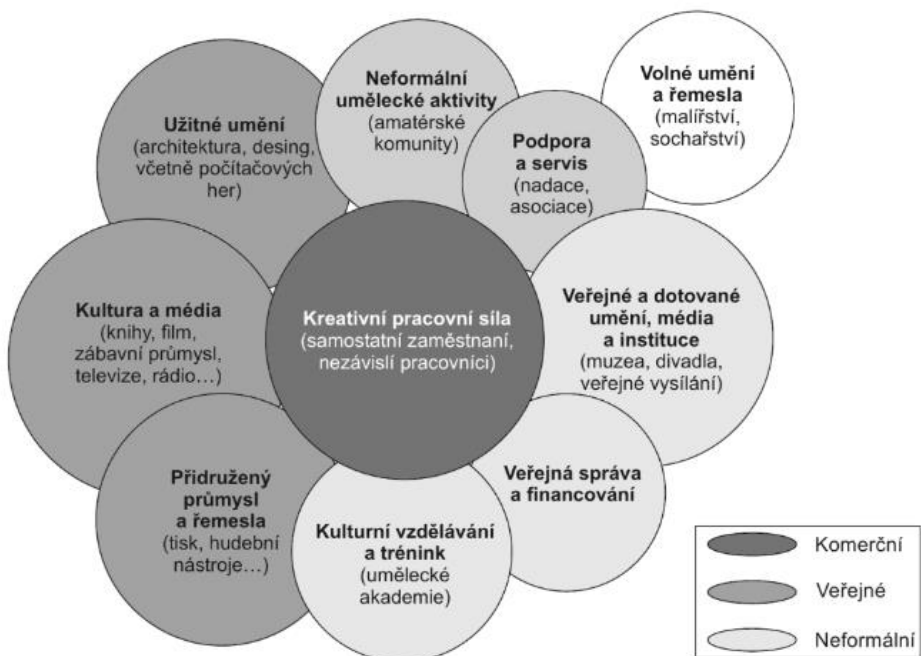 Neformální
umělecké aktivity
(amatérské
komunity)
Volné umění
a řemesla
(malířství,
sochařství)
Užitné umění
(architektura, desing,
včetně počítačových
her)
Podpora
a servis
(nadace,
asociace)
Kultura a média
(knihy, film,
zábavní průmysl,
televize, rádio...)
Kreativní pracovní síla
(samostatní zaměstnaní,
nezávislí pracovníci)
Veřejné a dotované
umění, média
a instituce
(muzea, divadla,
veřejné vysílání)
Přidružený
průmysl
a řemesla
(tisk, hudební
nástroje...)
Kulturní vzdělávání
a trénink
(umělecké
akademie)
Veřejná správa
a financování
Komerční
Veřejné
Neformální